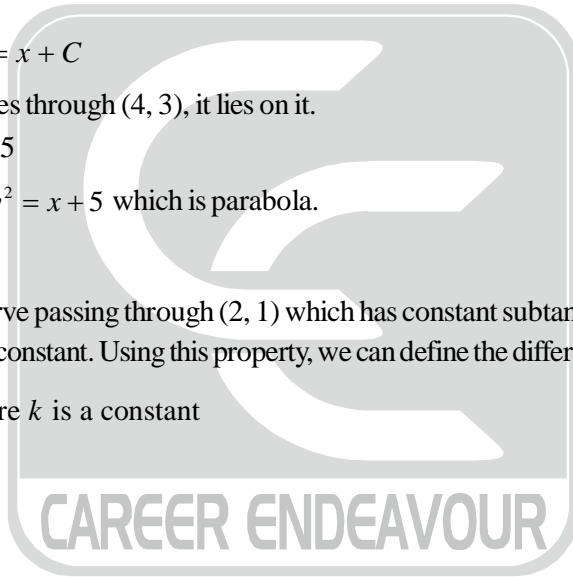 = x + C
es through (4, 3), it lies on it.
5
² = x + 5 which is parabola.
rve passing through (2, 1) which has constant subtan
constant. Using this property, we can define the differ
re k is a constant
CAREER ENDEAVOUR